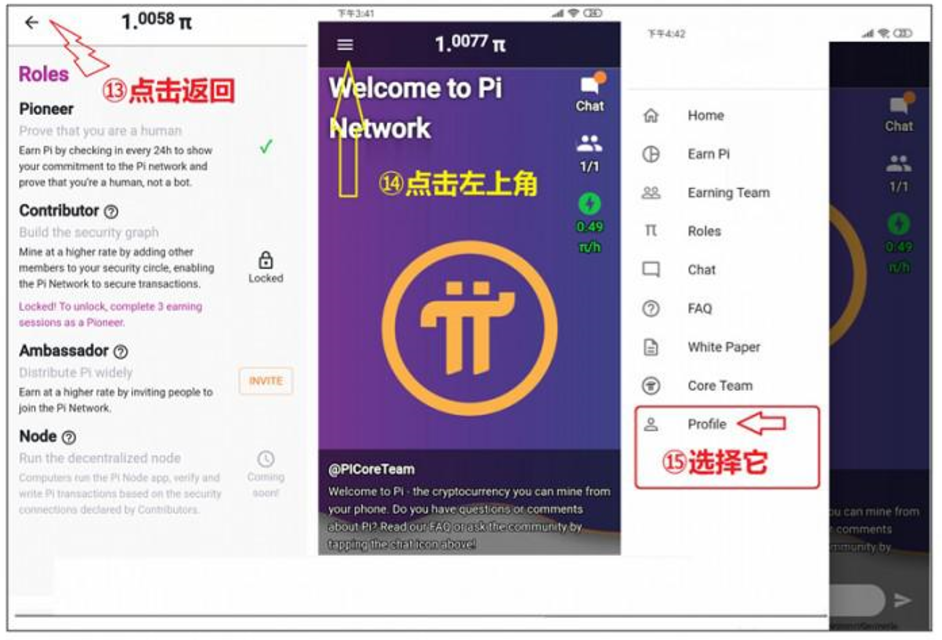 1.0058 π
Roles
⑬点击返回
Pioneer
Prove that you are a human
Earn Pi by checking in every 24h to show
your commitment to the Pi network and
prove that you're a human, not a bot.
Contributor
Build the security graph
Mine at a higher rate by adding other
members to your security circle, enabling
the Pi Network to secure transactions.
Locked
Locked! To unlock, complete 3 earning
sessions as a Pioneer.
Ambassador
Distribute Pi widely
Earn at a higher rate by inviting people to
join the Pi Network.
INVITE
Node
Run the decentralized node
Computers run the Pi Node app, verify and
write Pi transactions based on the security
connections declared by Contributors.
Coming
soon!
下午3:41
1.0077 π
Welcome to Pi
Network
Chat
1/1
⑭点击左上角
0.49
π/h
@PiCoreTeam
Welcome to Pi - the cryptocurrency you can mine from
your phone. Do you have questions or comments
about Pi? Read our FAQ or ask the community by
tapping the chat icon above!
下午4:42
Home
Earn Pi
Earning Team
Roles
Chat
FAQ
White Paper
Core Team
Profile
⑮选择它
Chat
1/1
0.49
π/h
ou can mine from
comments
mmunity by